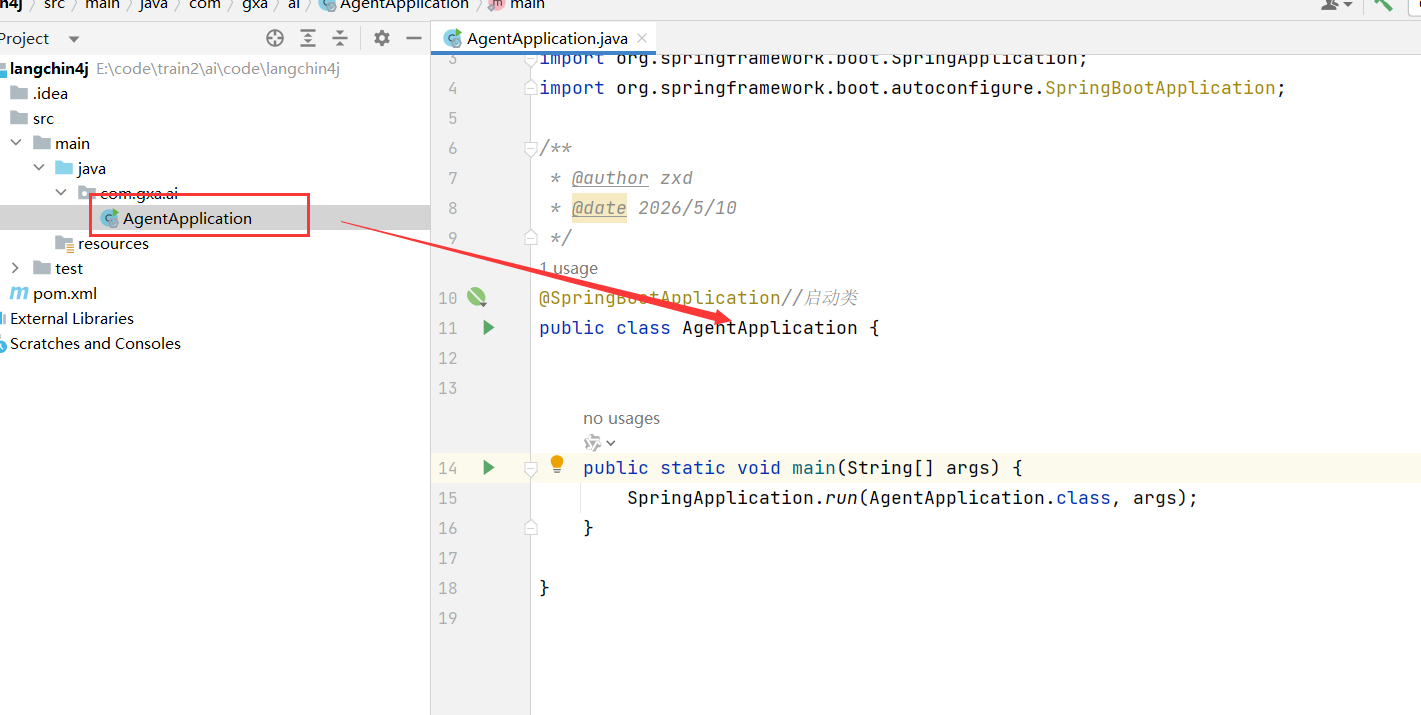 n4j src main java com gxa ai AgentApplication main
Project
AgentApplication.java
langchin4j E:\code\train2\ai\code\langchin4j
.idea
src
main
java
com.gxa.ai
AgentApplication
resources
test
pom.xml
External Libraries
Scratches and Consoles
3 import org.springframework.boot.SpringApplication;
4 import org.springframework.boot.autoconfigure.SpringBootApplication;
5
6 /**
7 * @author zxd
8 * @date 2026/5/10
9 */
1 usage
10 @SpringBootApplication//启动类
11 public class AgentApplication {
12
13
no usages
14 public static void main(String[] args) {
15 SpringApplication.run(AgentApplication.class, args);
16 }
17
18 }
19